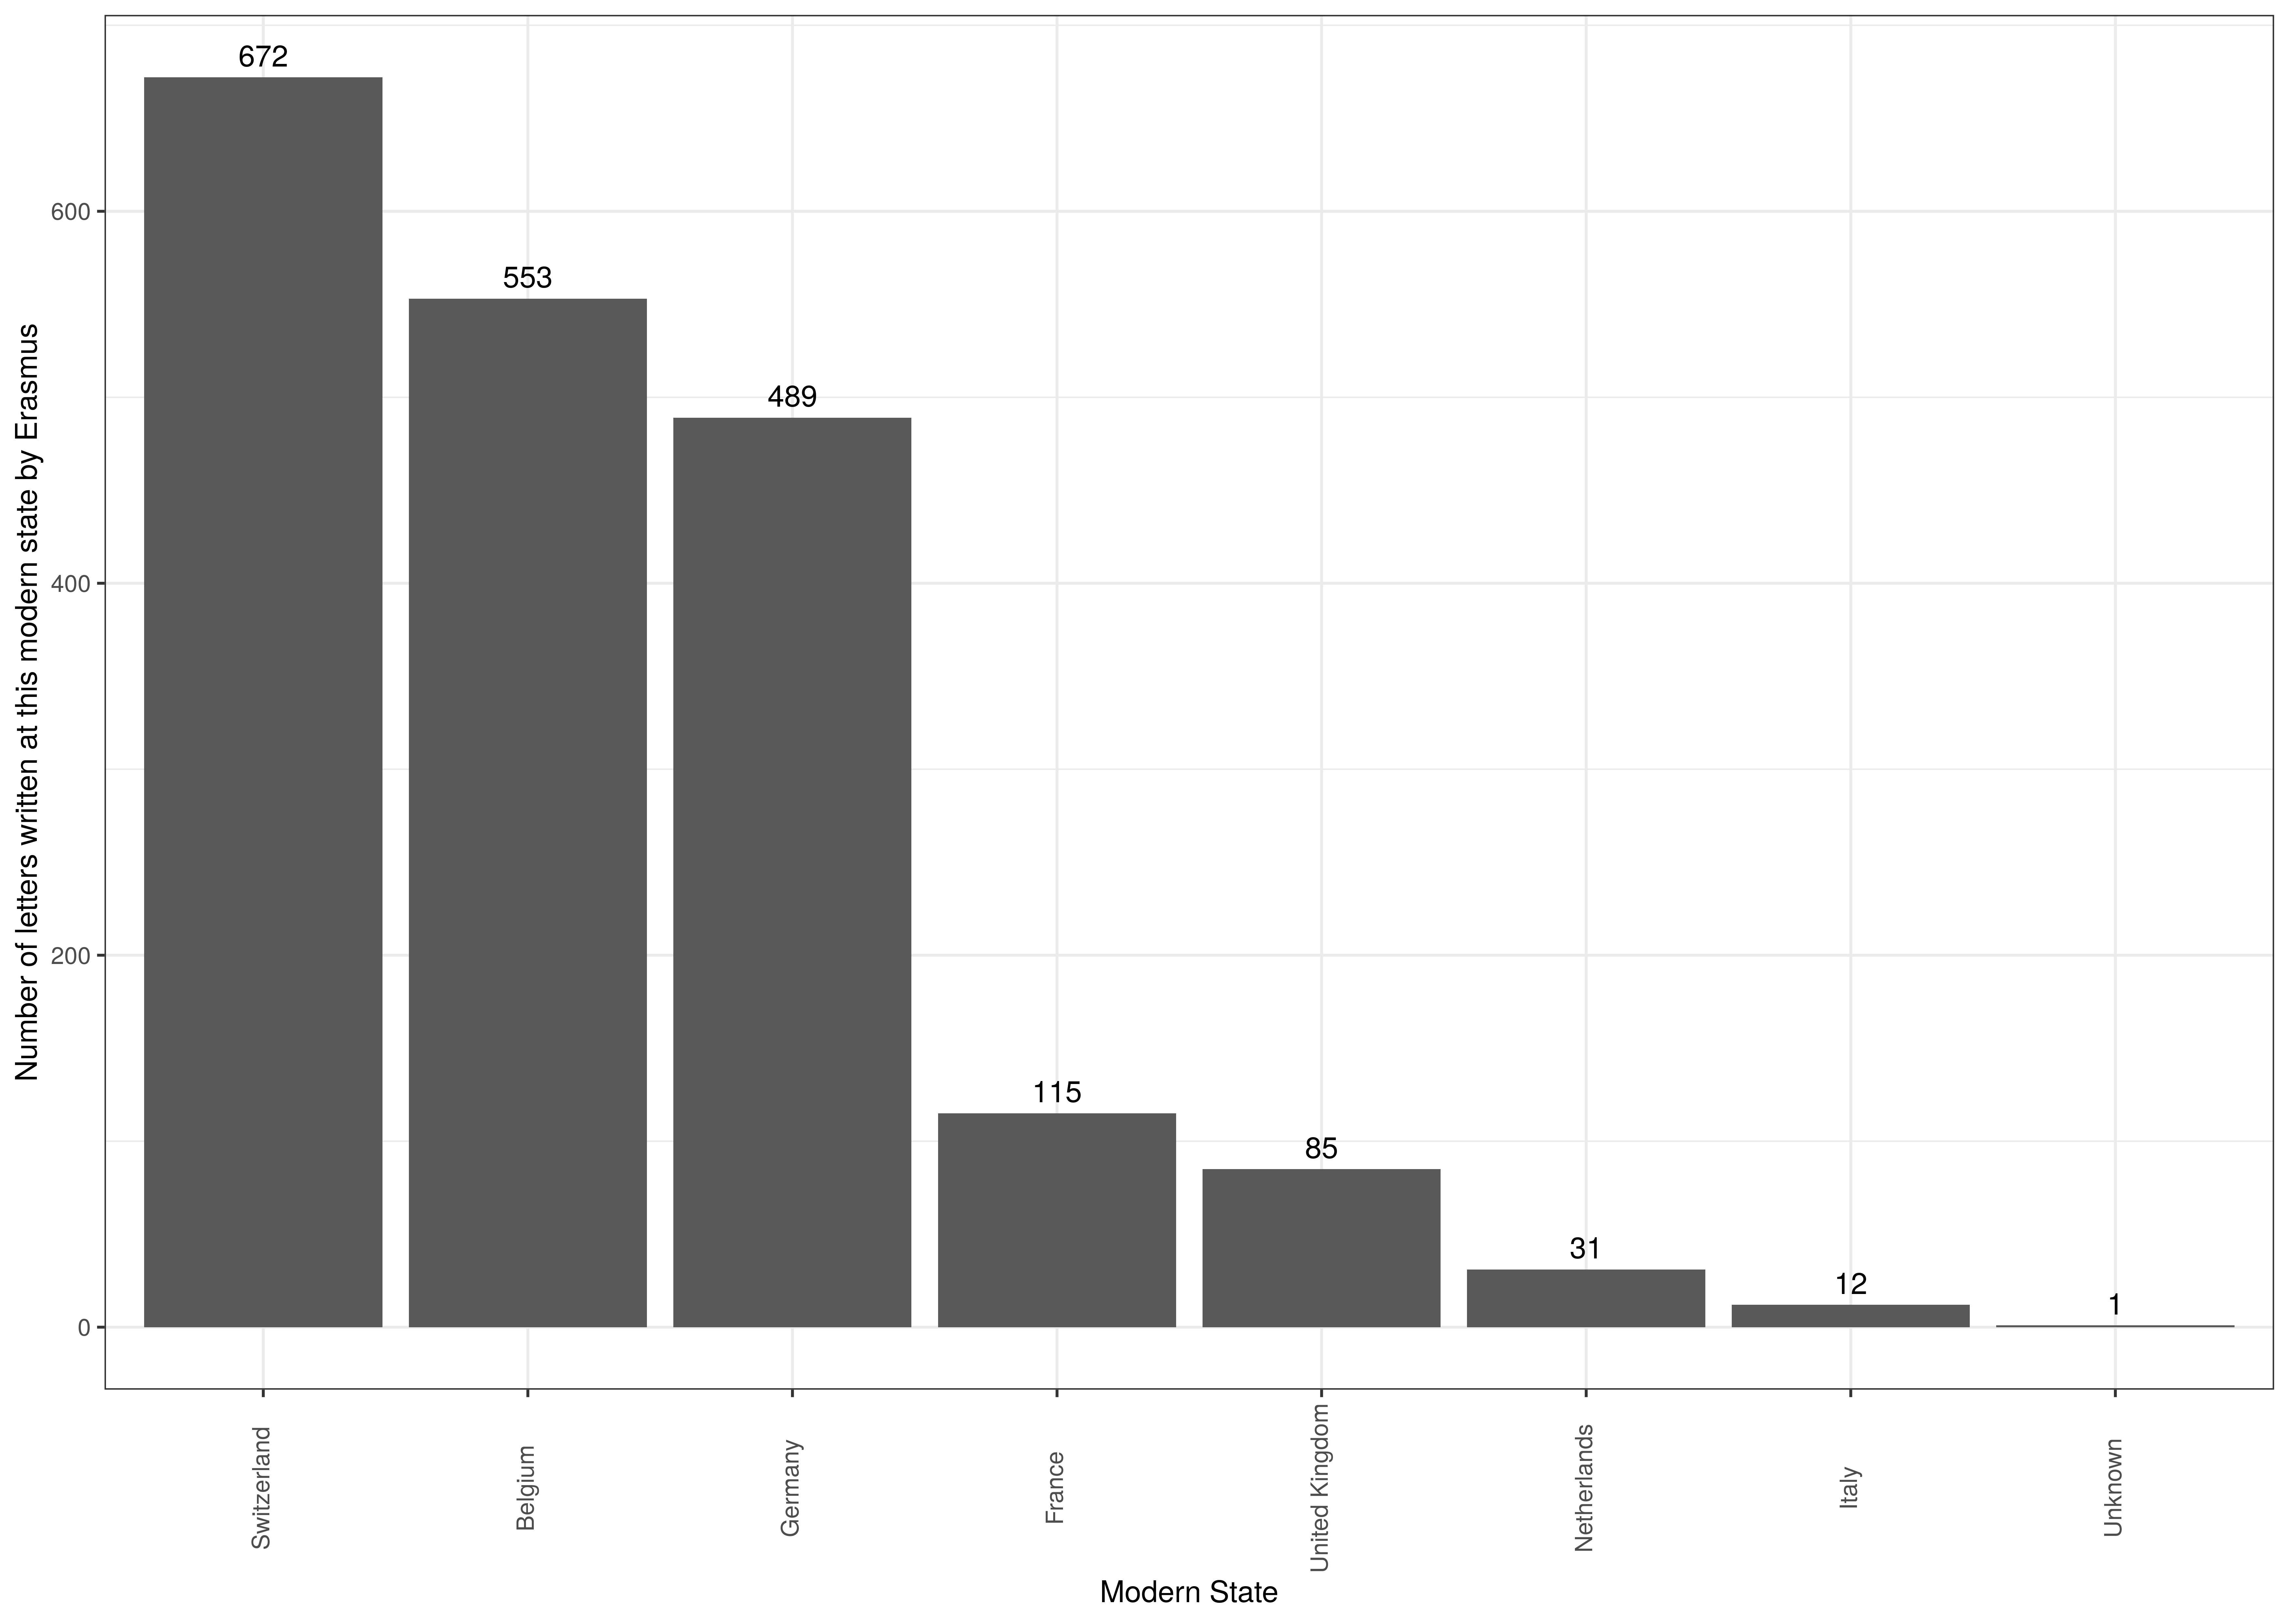 Number of letters written at this modern state by Erasmus
600
400
200
0
672
553
489
115
85
31
12
1
Switzerland
Belgium
Germany
France
United Kingdom
Netherlands
Italy
Unknown
Modern State